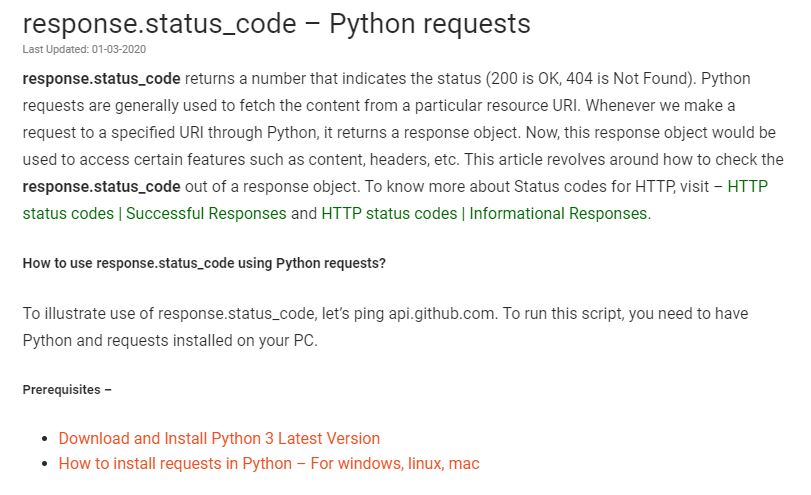 response.status_code – Python requests
Last Updated: 01-03-2020
response.status_code returns a number that indicates the status (200 is OK, 404 is Not Found). Python
requests are generally used to fetch the content from a particular resource URI. Whenever we make a
request to a specified URI through Python, it returns a response object. Now, this response object would be
used to access certain features such as content, headers, etc. This article revolves around how to check the
response.status_code out of a response object. To know more about Status codes for HTTP, visit – HTTP
status codes | Successful Responses and HTTP status codes | Informational Responses.
How to use response.status_code using Python requests?
To illustrate use of response.status_code, let’s ping api.github.com. To run this script, you need to have
Python and requests installed on your PC.
Prerequisites –
• Download and Install Python 3 Latest Version
• How to install requests in Python – For windows, linux, mac